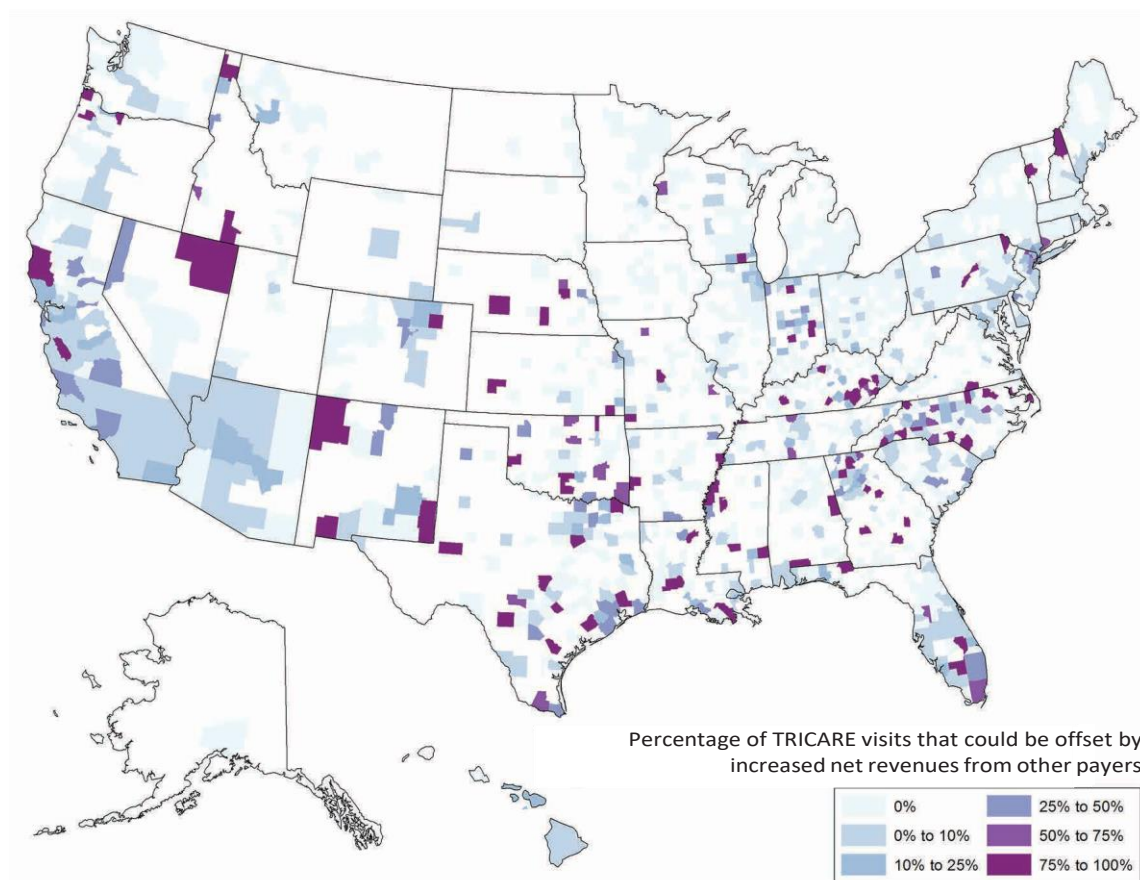 Percentage of TRICARE visits that could be offset by
increased net revenues from other payers
0%
25% to 50%
0% to 10%
50% to 75%
10% to 25%
75% to 100%